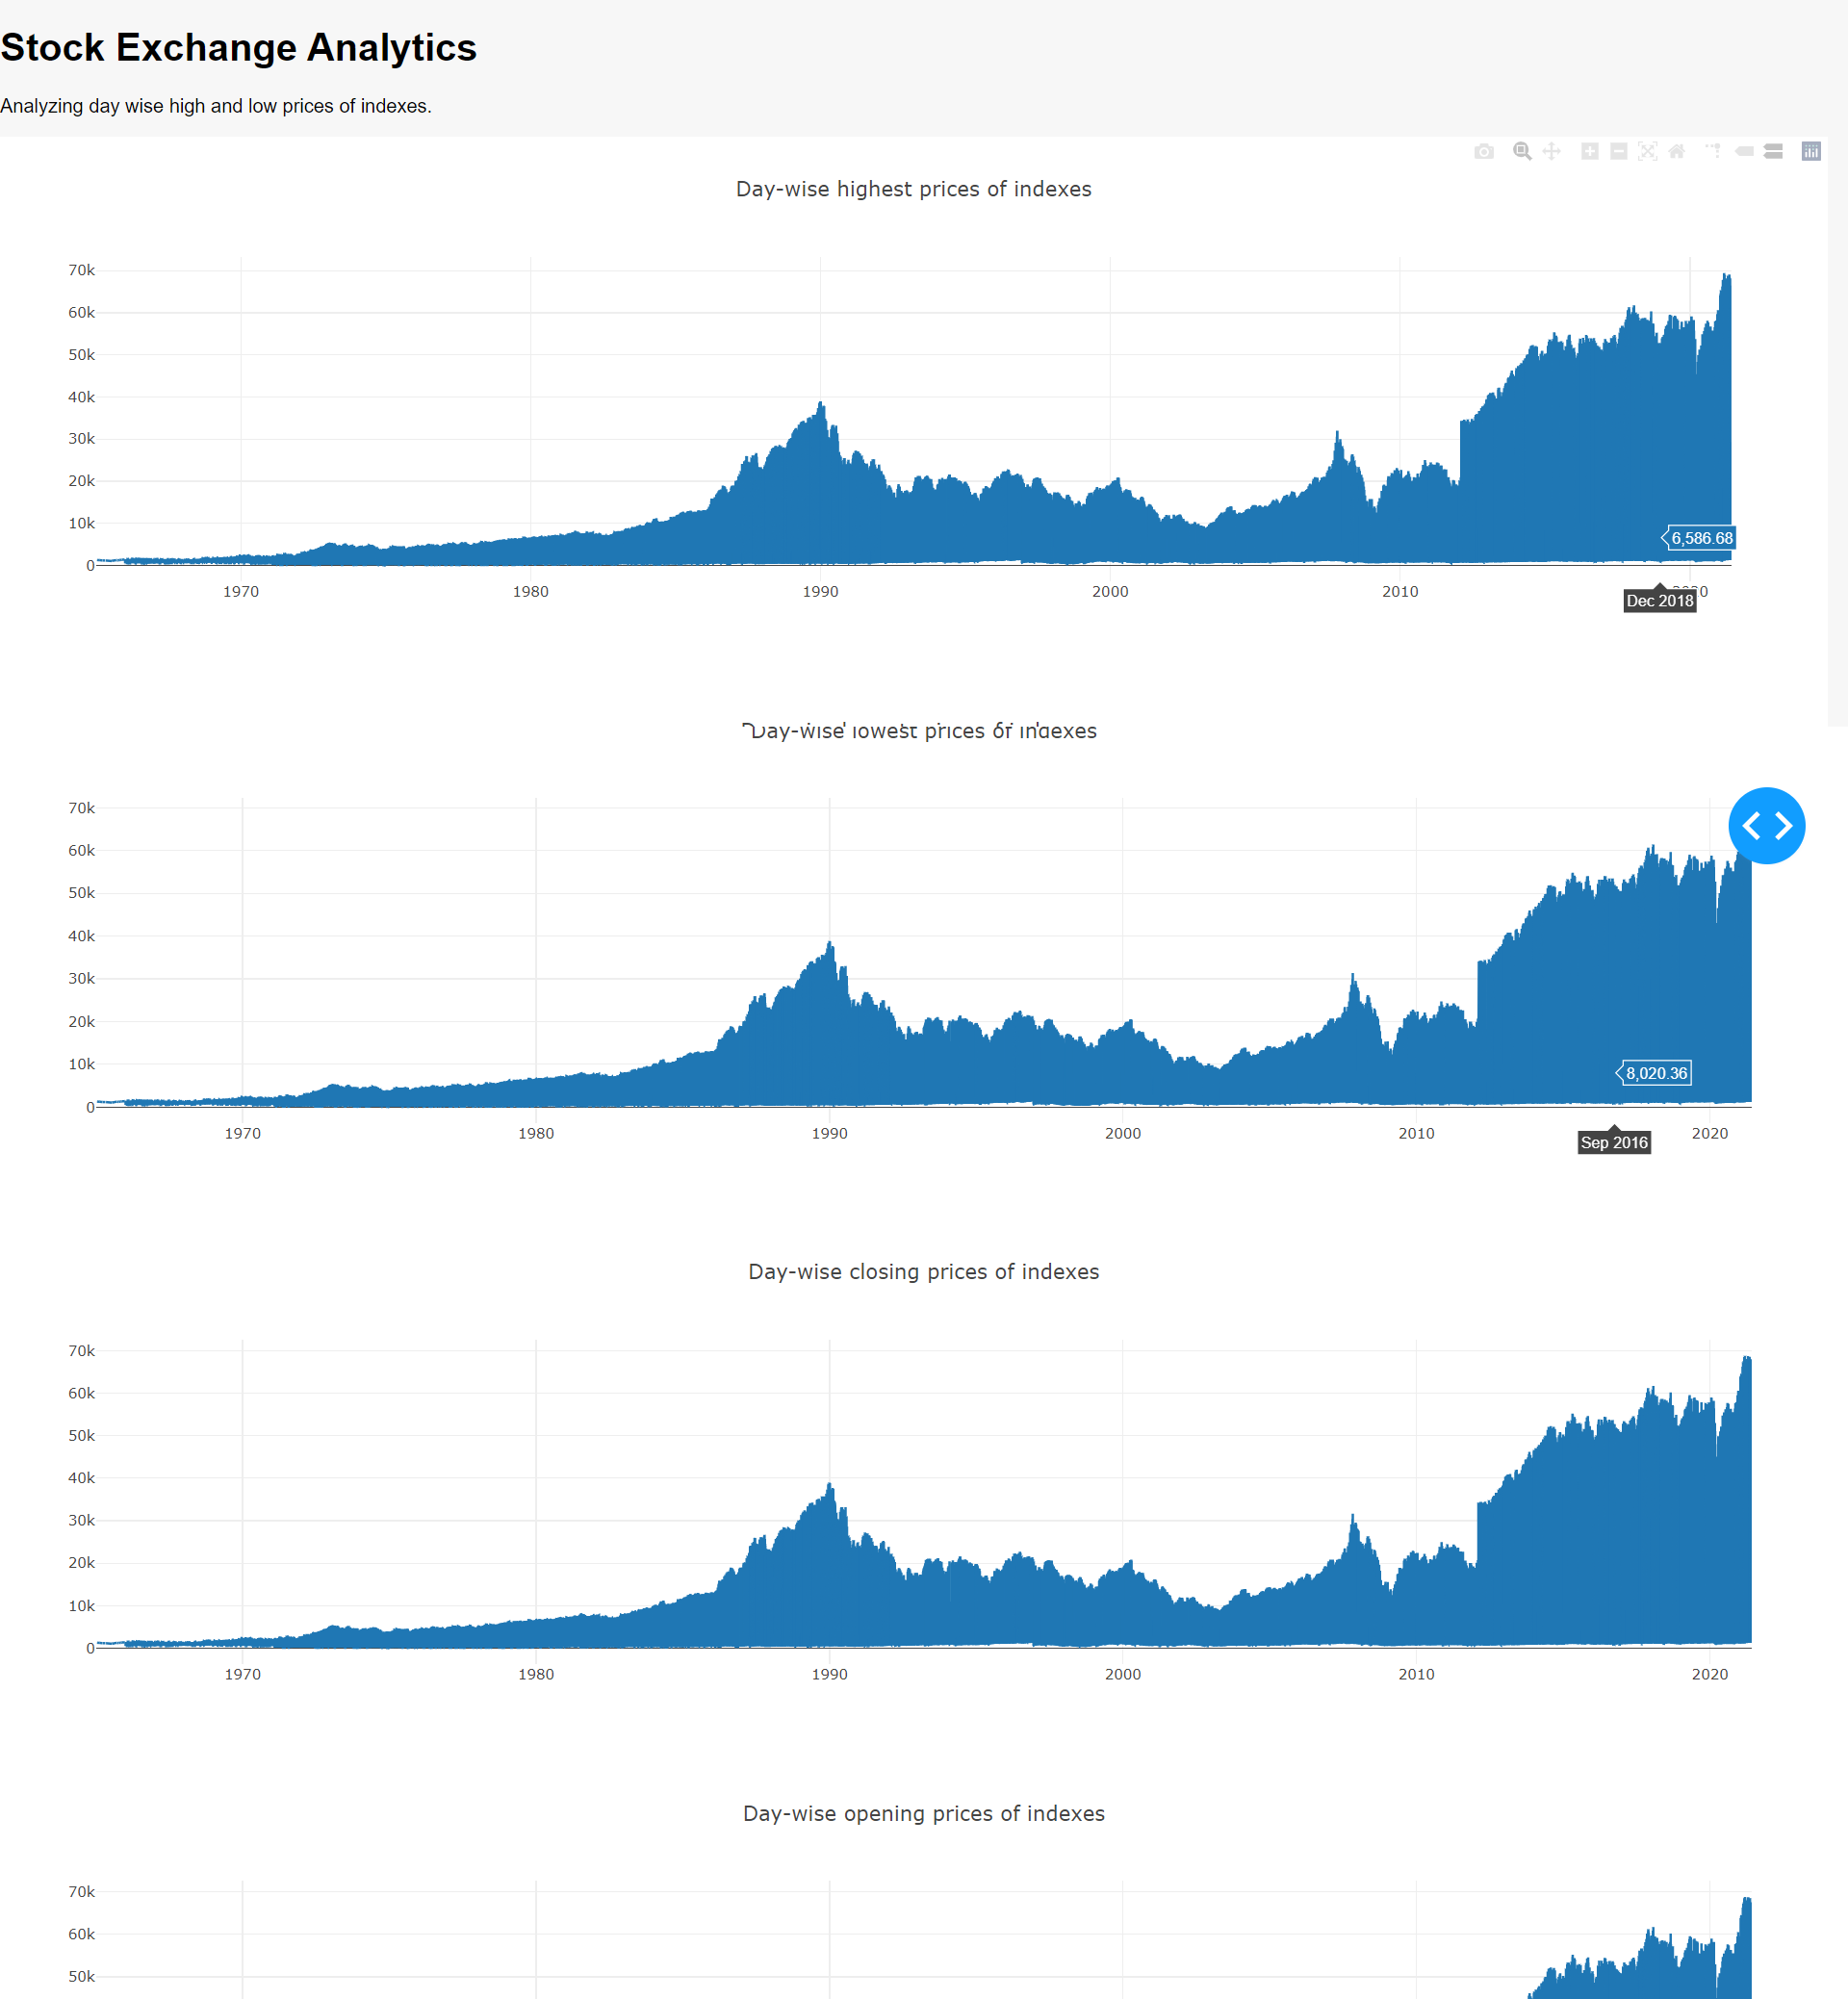 Stock Exchange Analytics
Analyzing day wise high and low prices of indexes.
Day-wise highest prices of indexes
70k
60k
50k
40k
30k
20k
10k
0
6,586.68
1970
1980
1990
2000
2010
Dec 2018
Day-wise lowest prices of indexes
70k
60k
50k
40k
30k
20k
10k
0
8,020.36
1970
1980
1990
2000
2010
2020
Sep 2016
Day-wise closing prices of indexes
70k
60k
50k
40k
30k
20k
10k
0
1970
1980
1990
2000
2010
2020
Day-wise opening prices of indexes
70k
60k
50k